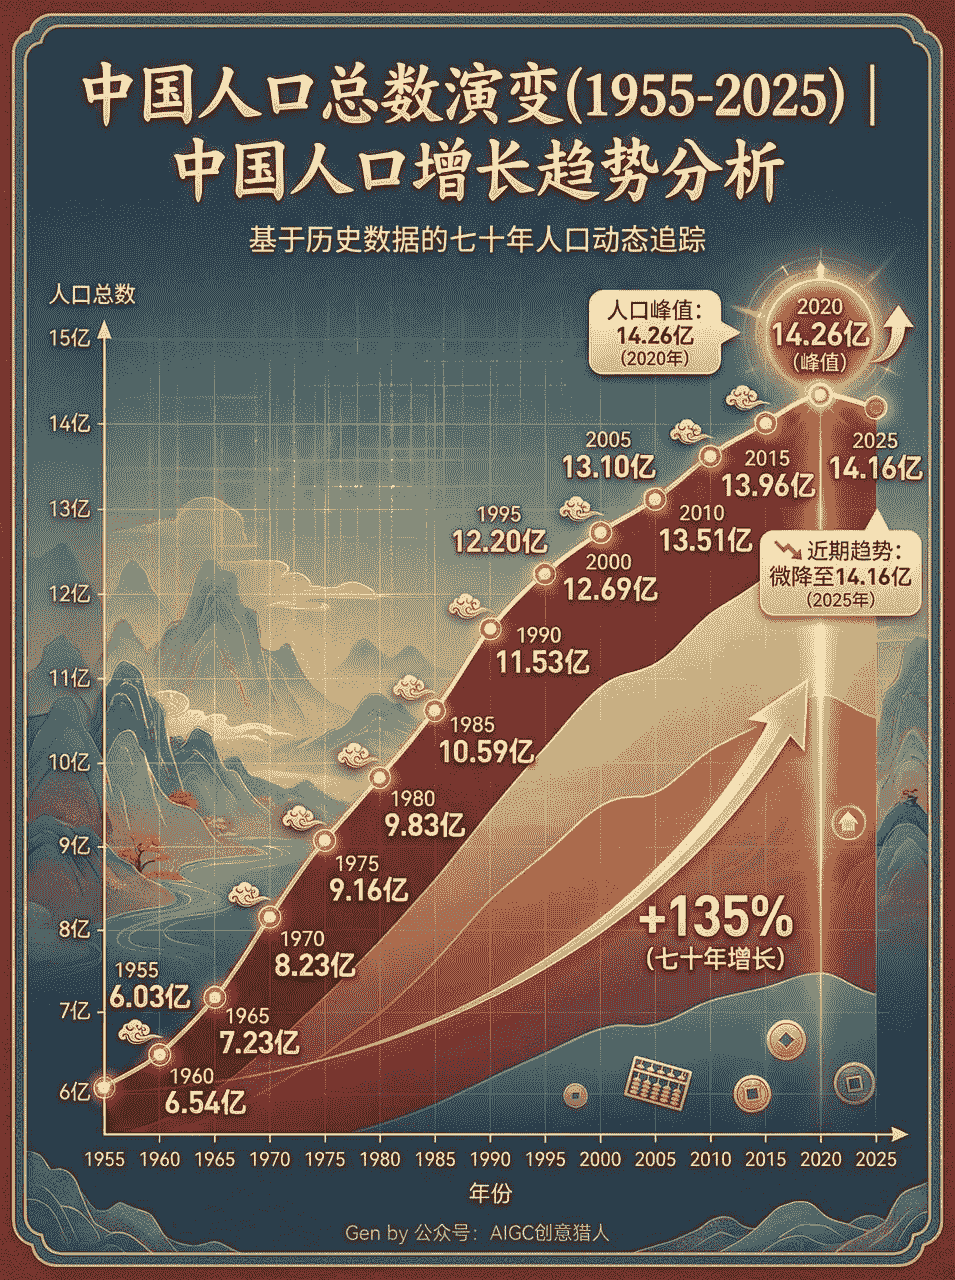 中国人口总数演变(1955-2025) |
中国人口增长趋势分析
基于历史数据的七十年人口动态追踪
人口总数
15亿
14亿
13亿
12亿
11亿
10亿
9亿
8亿
7亿
6亿
人口峰值：
14.26亿
(2020年)
2020
14.26亿
(峰值)
1955
6.03亿
1960
6.54亿
1965
7.23亿
1970
8.23亿
1975
9.16亿
1980
9.83亿
1985
10.59亿
1990
11.53亿
1995
12.20亿
2000
12.69亿
2005
13.10亿
2010
13.51亿
2015
13.96亿
2025
14.16亿
近期趋势：
微降至14.16亿
(2025年)
+135%
(七十年增长)
1955 1960 1965 1970 1975 1980 1985 1990 1995 2000 2005 2010 2015 2020 2025
年份
Gen by 公众号：AIGC创意猎人